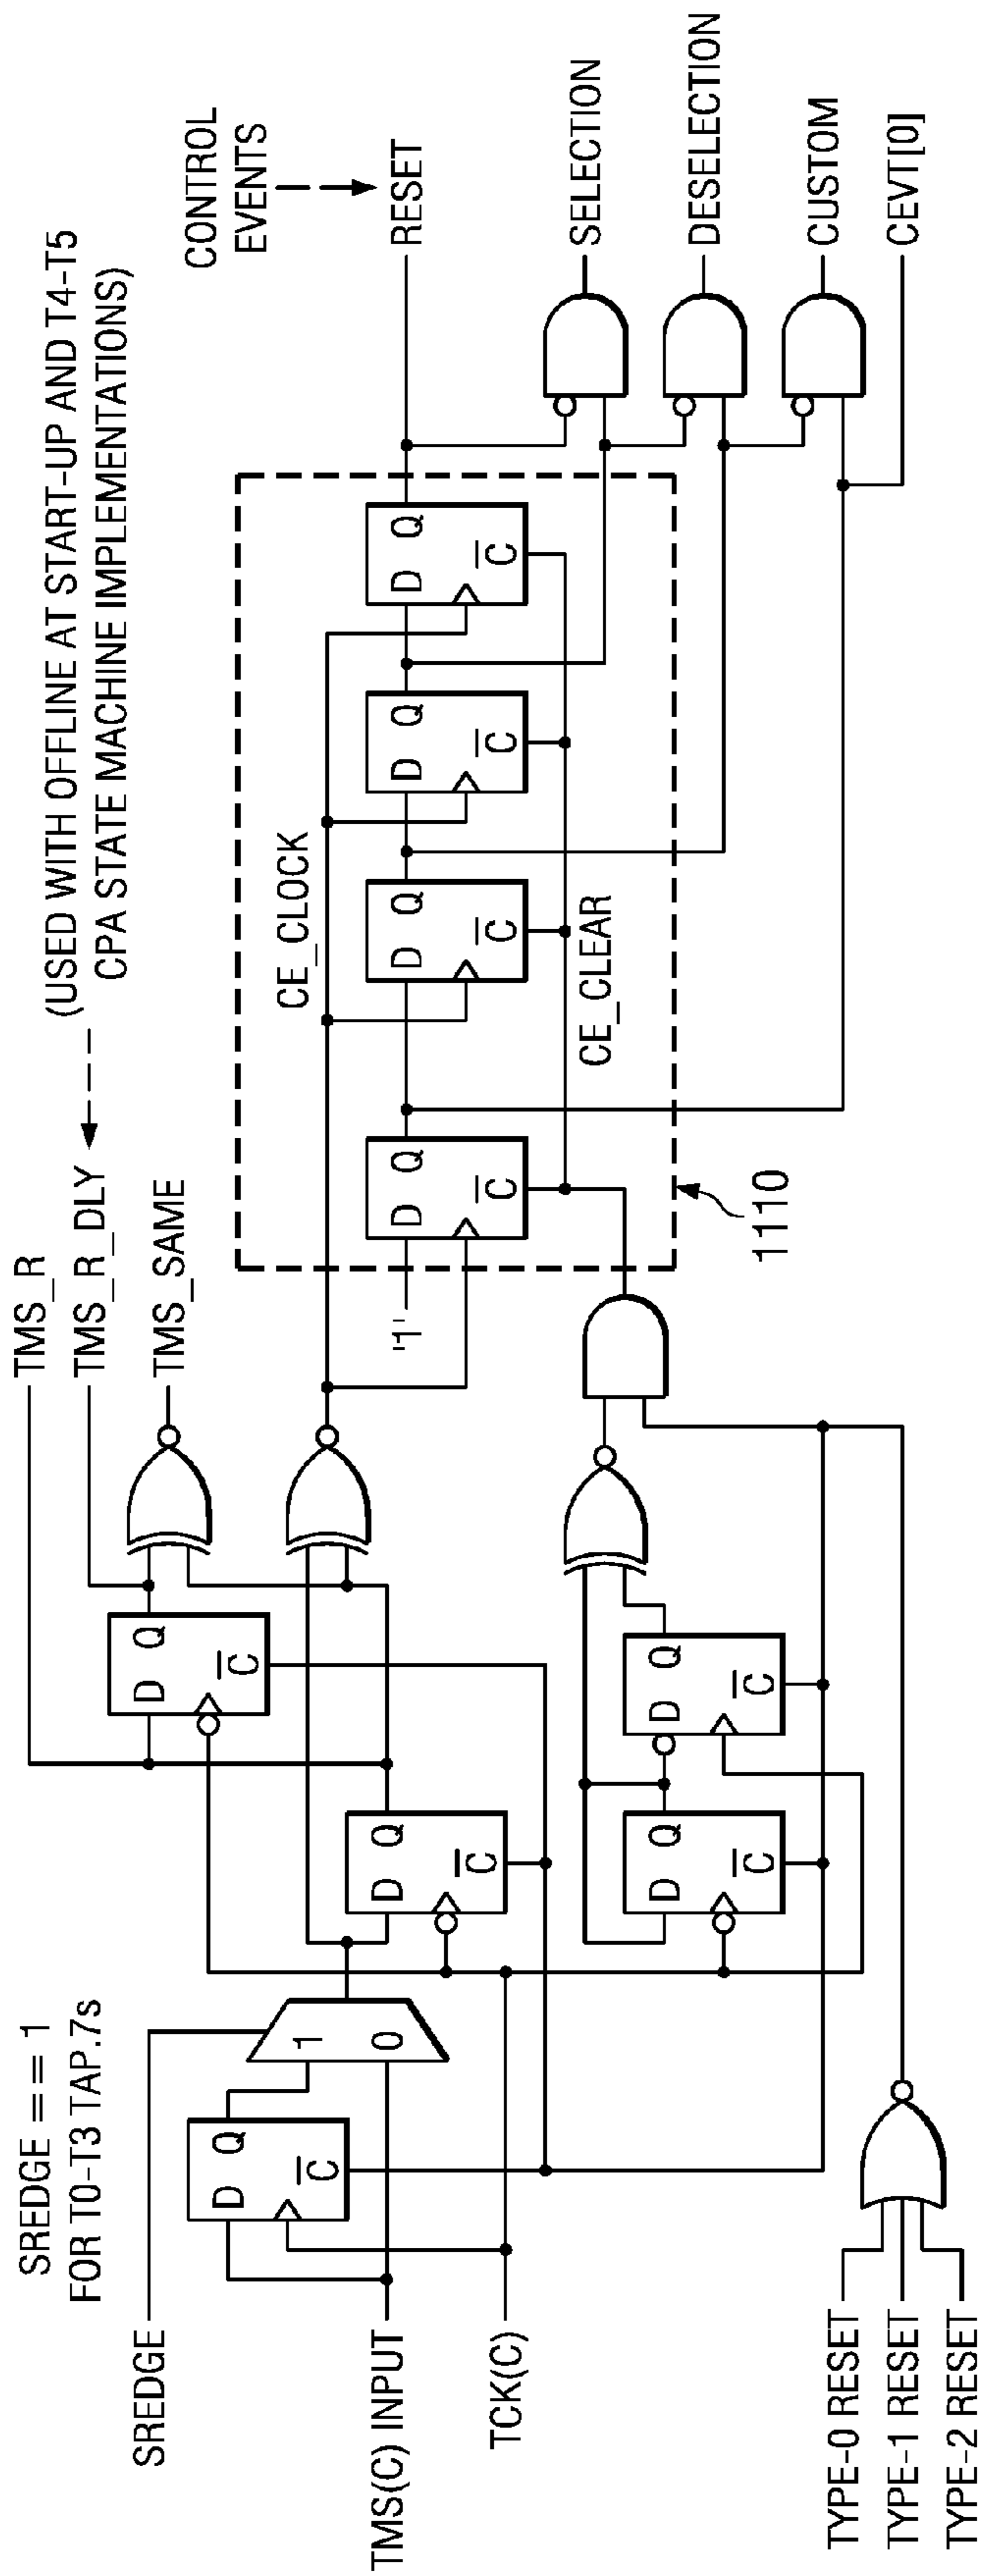 SREDGE === 1
FOR T0-T3 TAP.7s
SREDGE
TMS(C) INPUT
TCK(C)
TYPE-0 RESET
TYPE-1 RESET
TYPE-2 RESET
D Q
C
1
0
D Q
C
D Q
C
D Q
C
D Q
C
TMS_R
TMS_R_DLY
(USED WITH OFFLINE AT START-UP AND T4-T5
CPA STATE MACHINE IMPLEMENTATIONS)
TMS_SAME
'1'
CE_CLOCK
D Q
C
D Q
C
D Q
C
D Q
C
CE_CLEAR
1110
CONTROL
EVENTS
RESET
SELECTION
DESELECTION
CUSTOM
CEVT[0]